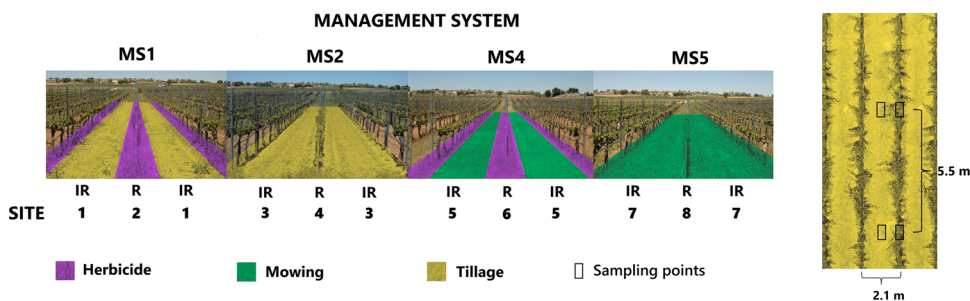 MANAGEMENT SYSTEM
MS1 MS2 MS4 MS5
IR R IR IR R IR IR R IR IR R IR
SITE 1 2 1 3 4 3 5 6 5 7 8 7
Herbicide Mowing Tillage Sampling points
5.5 m
2.1 m